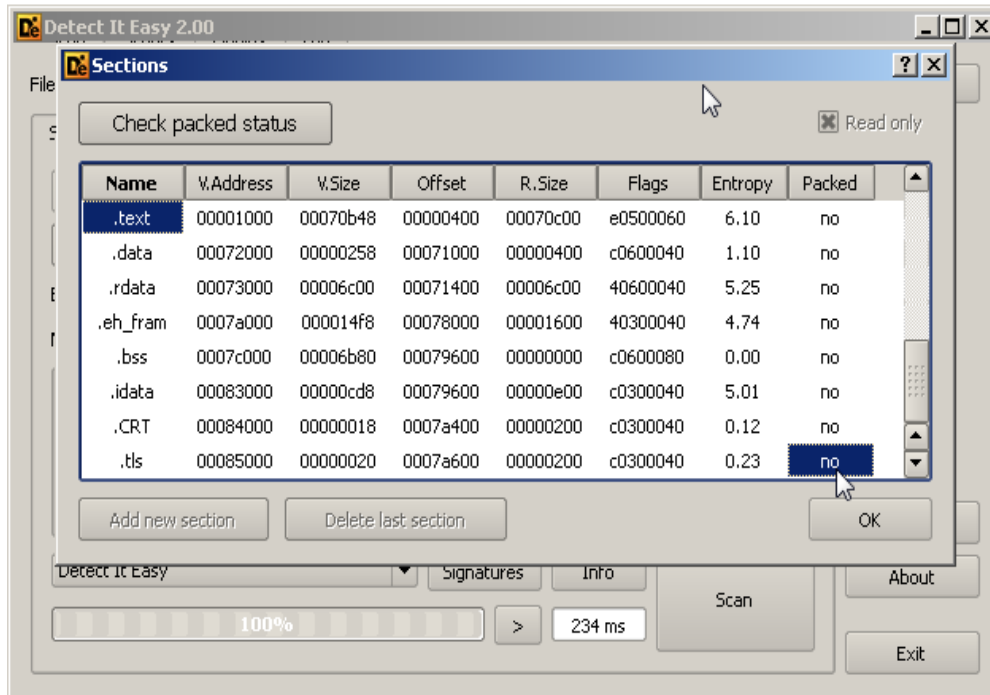 Detect It Easy 2.00
Sections
File
Check packed status
Read only
Name V.Address V.Size Offset R.Size Flags Entropy Packed
.text 00001000 00070b48 00000400 00070c00 e0500060 6.10 no
.data 00072000 00000258 00071000 00000400 c0600040 1.10 no
.rdata 00073000 00006c00 00071400 00006c00 40600040 5.25 no
.eh_fram 0007a000 000014f8 00078000 00001600 40300040 4.74 no
.bss 0007c000 00006b80 00079600 00000000 c0600080 0.00 no
.idata 00083000 00000cd8 00079600 00000e00 c0300040 5.01 no
.CRT 00084000 00000018 0007a400 00000200 c0300040 0.12 no
.tls 00085000 00000020 0007a600 00000200 c0300040 0.23 no
Add new section Delete last section OK
Detect It Easy Signatures Info About
Scan
100% > 234 ms
Exit